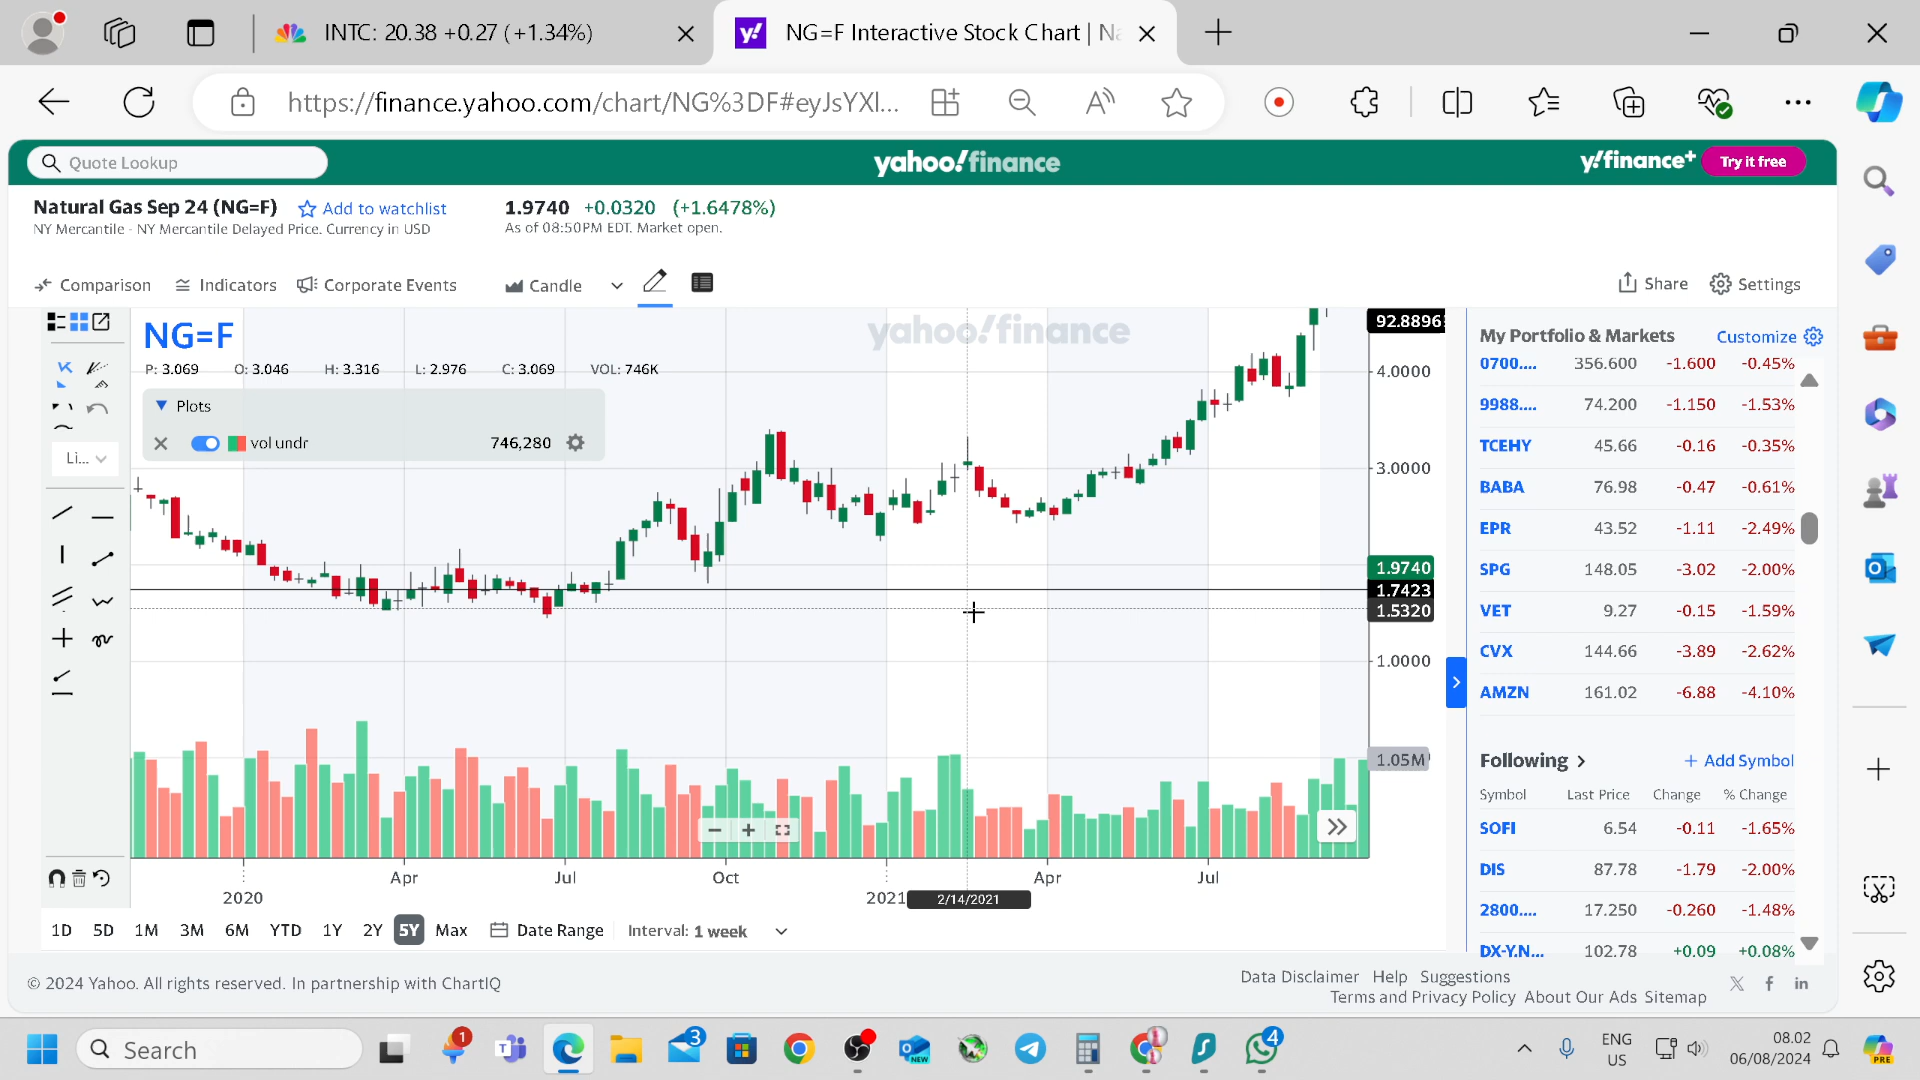 INTC: 20.38 +0.27 (+1.34%)
NG=F Interactive Stock Chart | Na
https://finance.yahoo.com/chart/NG%3DF#eyJsYXl...
Quote Lookup
yahoo!finance
y!finance+ Try it free
Natural Gas Sep 24 (NG=F) Add to watchlist 1.9740 +0.0320 (+1.6478%)
NY Mercantile - NY Mercantile Delayed Price. Currency in USD As of 08:50PM EDT. Market open.
Comparison Indicators Corporate Events Candle Share Settings
NG=F
yahoo!finance
P: 3.069 O: 3.046 H: 3.316 L: 2.976 C: 3.069 VOL: 746K
Plots
vol undr 746,280
Li...
92.8896
4.0000
3.0000
1.9740
1.7423
1.5320
1.0000
1.05M
Apr Jul Oct Apr Jul
2020 2021 2/14/2021
1D 5D 1M 3M 6M YTD 1Y 2Y 5Y Max Date Range Interval: 1 week
My Portfolio & Markets Customize
0700.... 356.600 -1.600 -0.45%
9988.... 74.200 -1.150 -1.53%
TCEHY 45.66 -0.16 -0.35%
BABA 76.98 -0.47 -0.61%
EPR 43.52 -1.11 -2.49%
SPG 148.05 -3.02 -2.00%
VET 9.27 -0.15 -1.59%
CVX 144.66 -3.89 -2.62%
AMZN 161.02 -6.88 -4.10%
Following + Add Symbol
Symbol Last Price Change % Change
SOFI 6.54 -0.11 -1.65%
DIS 87.78 -1.79 -2.00%
2800.... 17.250 -0.260 -1.48%
DX-Y.N... 102.78 +0.09 +0.08%
© 2024 Yahoo. All rights reserved. In partnership with ChartIQ
Data Disclaimer Help Suggestions
Terms and Privacy Policy About Our Ads Sitemap
Search
1
3
NEW
4
ENG
US
08.02
06/08/2024
PRE